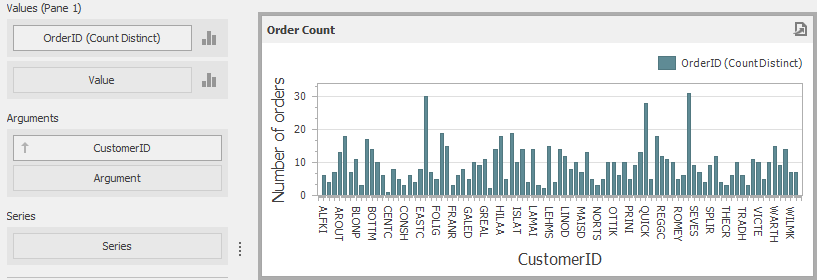 Values (Pane 1)
OrderID (Count Distinct)
Value
Arguments
CustomerID
Argument
Series
Series
Order Count
OrderID (Count Distinct)
Number of orders
30
20
10
0
ALFKI
AROUT
BLONP
BOTTM
CENTC
CONSH
EASTC
FOLIG
FRANR
GALED
GREAL
HILAA
ISLAT
LAMAI
LEHMS
LINOD
MAISD
NORTS
OTTIK
PRINI
QUICK
REGGC
ROMEY
SEVES
SPLIR
THECR
TRADH
VICTE
WARTH
WILMK
CustomerID